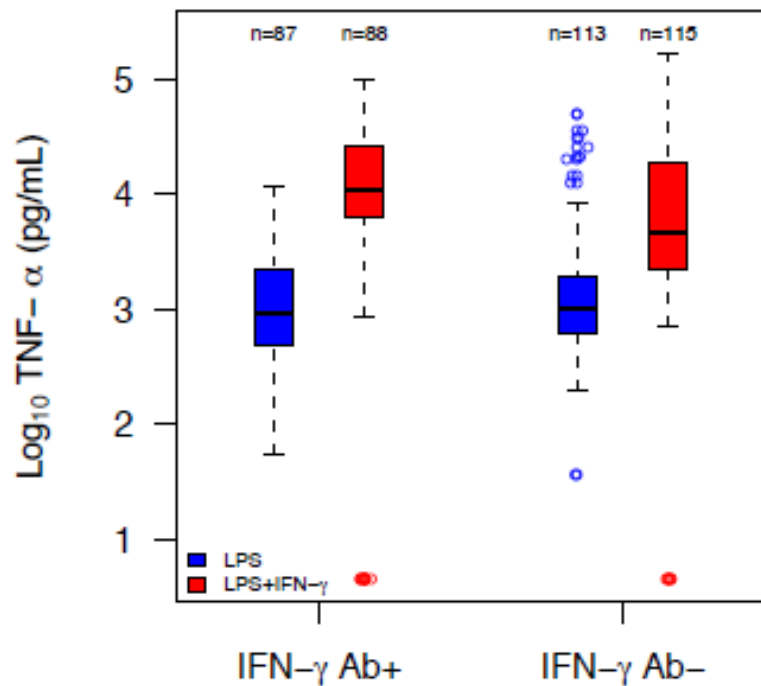 n=87 n=88 n=113 n=115
Log10 TNF− α (pg/mL)
5
4
3
2
1
LPS
LPS+IFN−γ
IFN−γ Ab+ IFN−γ Ab−